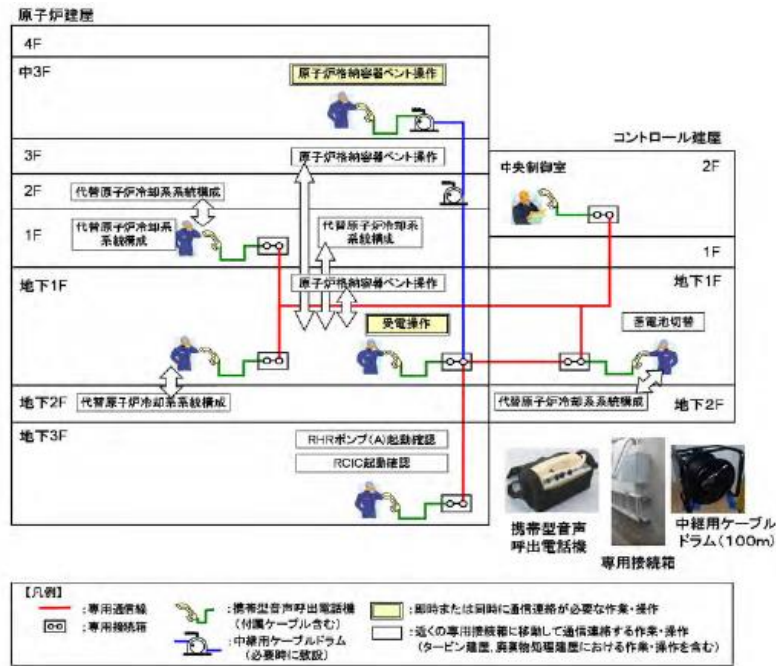 原子炉建屋
4F
中3F
原子炉格納容器ベント操作
コントロール建屋
3F
原子炉格納容器ベント操作
中央制御室
2F
2F
代替原子炉冷却系系統構成
1F
代替原子炉冷却系
系統構成
代替原子炉冷却系
系統構成
1F
地下1F
原子炉格納容器ベント操作
地下1F
受電操作
蓄電池切替
地下2F
代替原子炉冷却系系統構成
代替原子炉冷却系系統構成
地下2F
地下3F
RHRポンプ(A)起動確認
RCIC起動確認
携帯型音声
呼出電話機
専用接続箱
中継用ケーブル
ドラム(100m)
【凡例】
:専用通信線
:専用接続箱
:携帯型音声呼出電話機
(付属ケーブル含む)
:中継用ケーブルドラム
(必要時に敷設)
:即時または同時に通信連絡が必要な作業・操作
:近くの専用接続箱に移動して通信連絡する作業・操作
(タービン建屋、廃棄物処理建屋における作業・操作を含む)